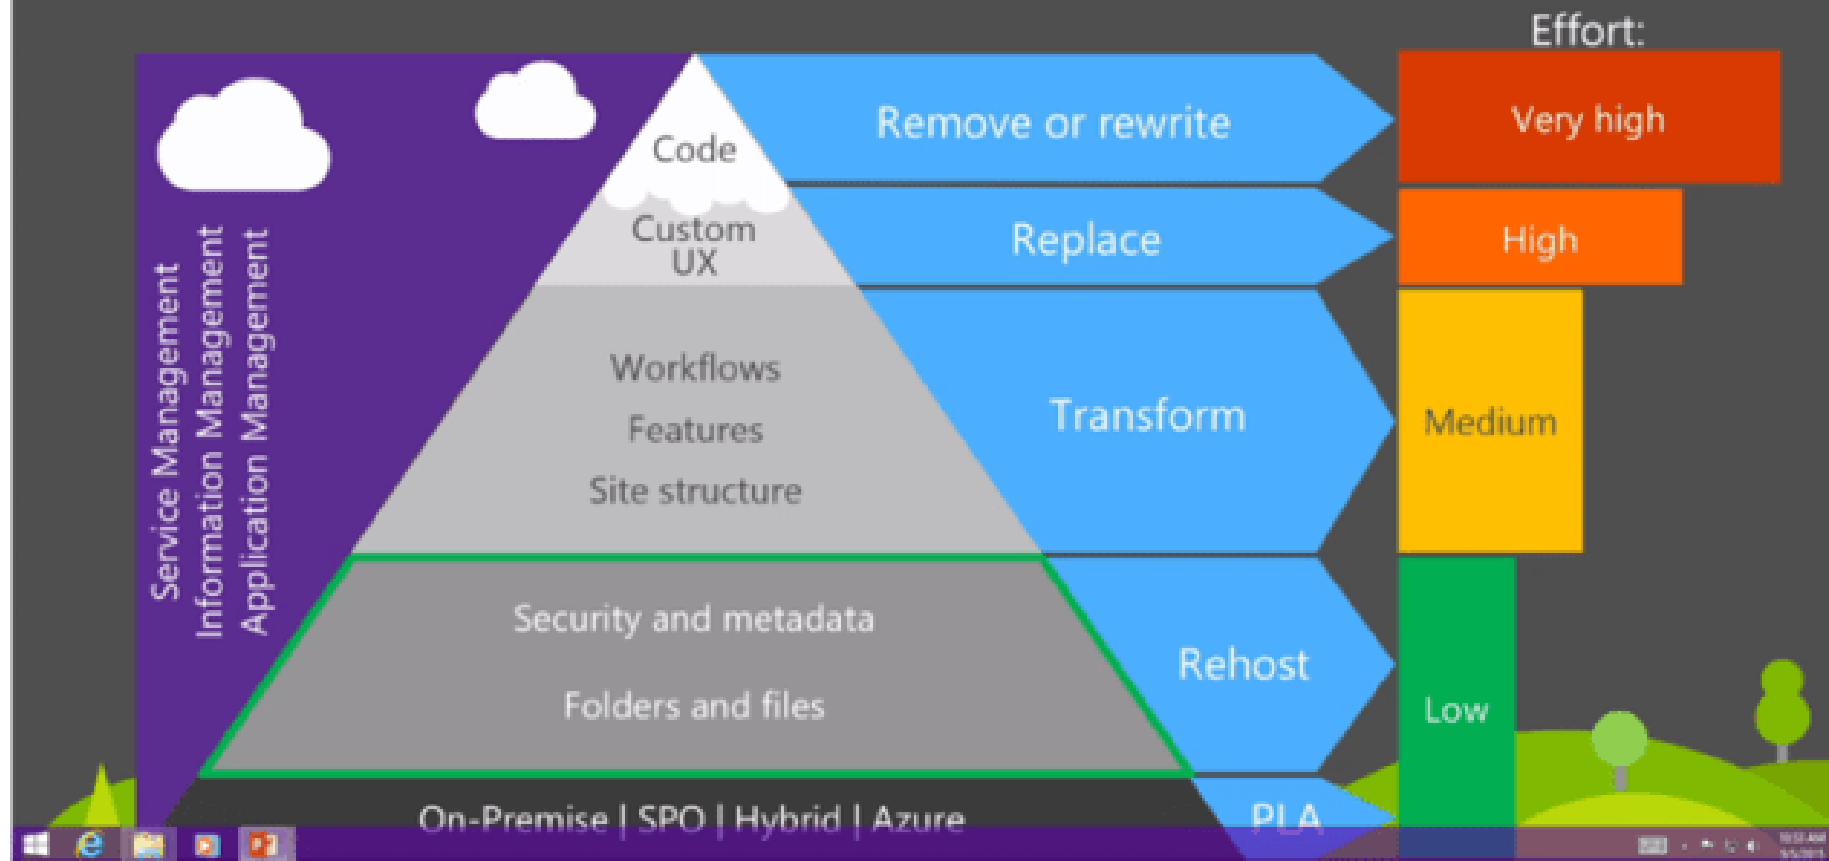 Effort:
Code
Remove or rewrite
Very high
Custom
UX
Replace
High
Workflows
Features
Site structure
Transform
Medium
Security and metadata
Folders and files
Rehost
Low
On-Premise | SPO | Hybrid | Azure
PLA
Service Management
Information Management
Application Management